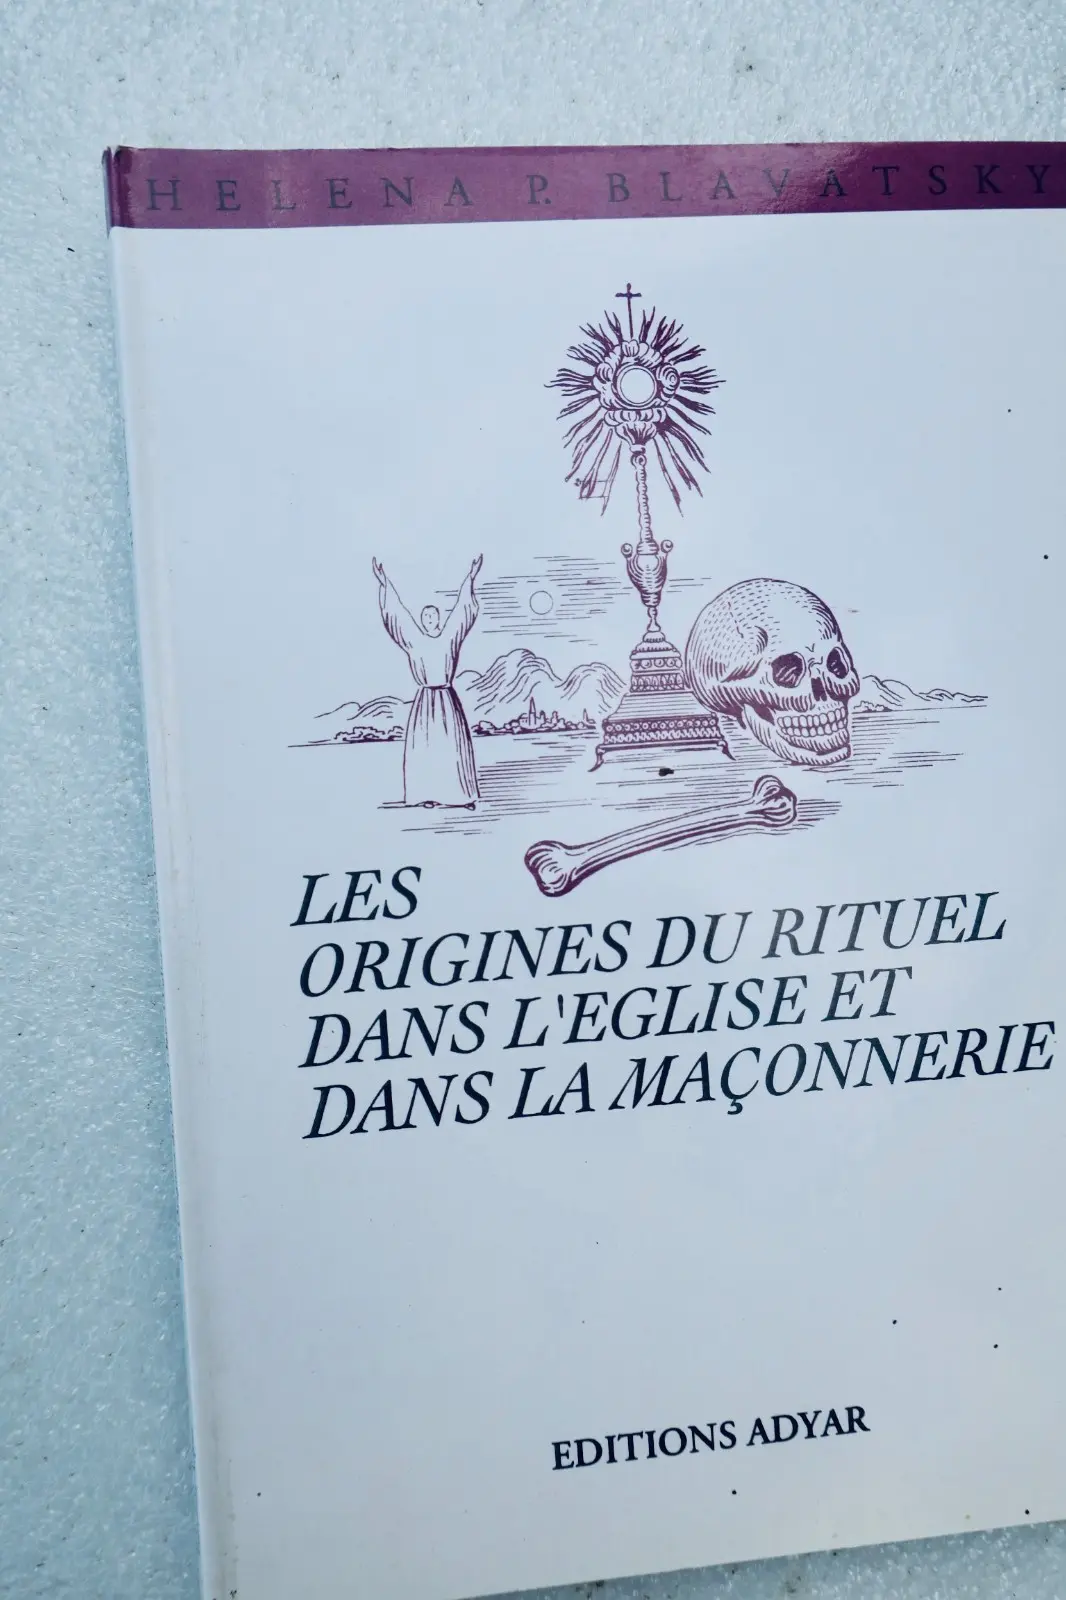 HELENA P. BLAVATSKY
LES
ORIGINES DU RITUEL
DANS L'EGLISE ET
DANS LA MAÇONNERIE
EDITIONS ADYAR